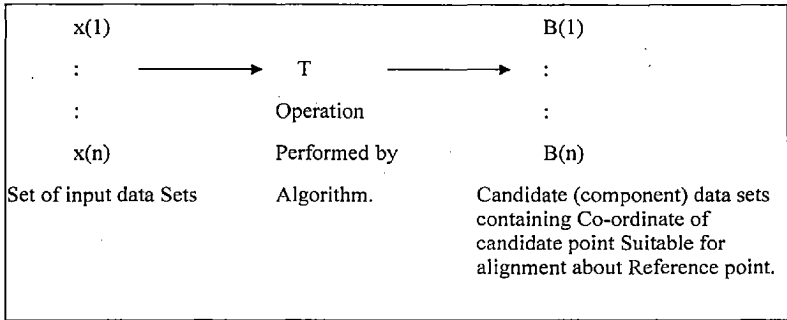 x(1) B(1)
: T :
: Operation :
x(n) Performed by B(n)
Set of input data Sets Algorithm. Candidate (component) data sets
containing Co-ordinate of
candidate point Suitable for
alignment about Reference point.